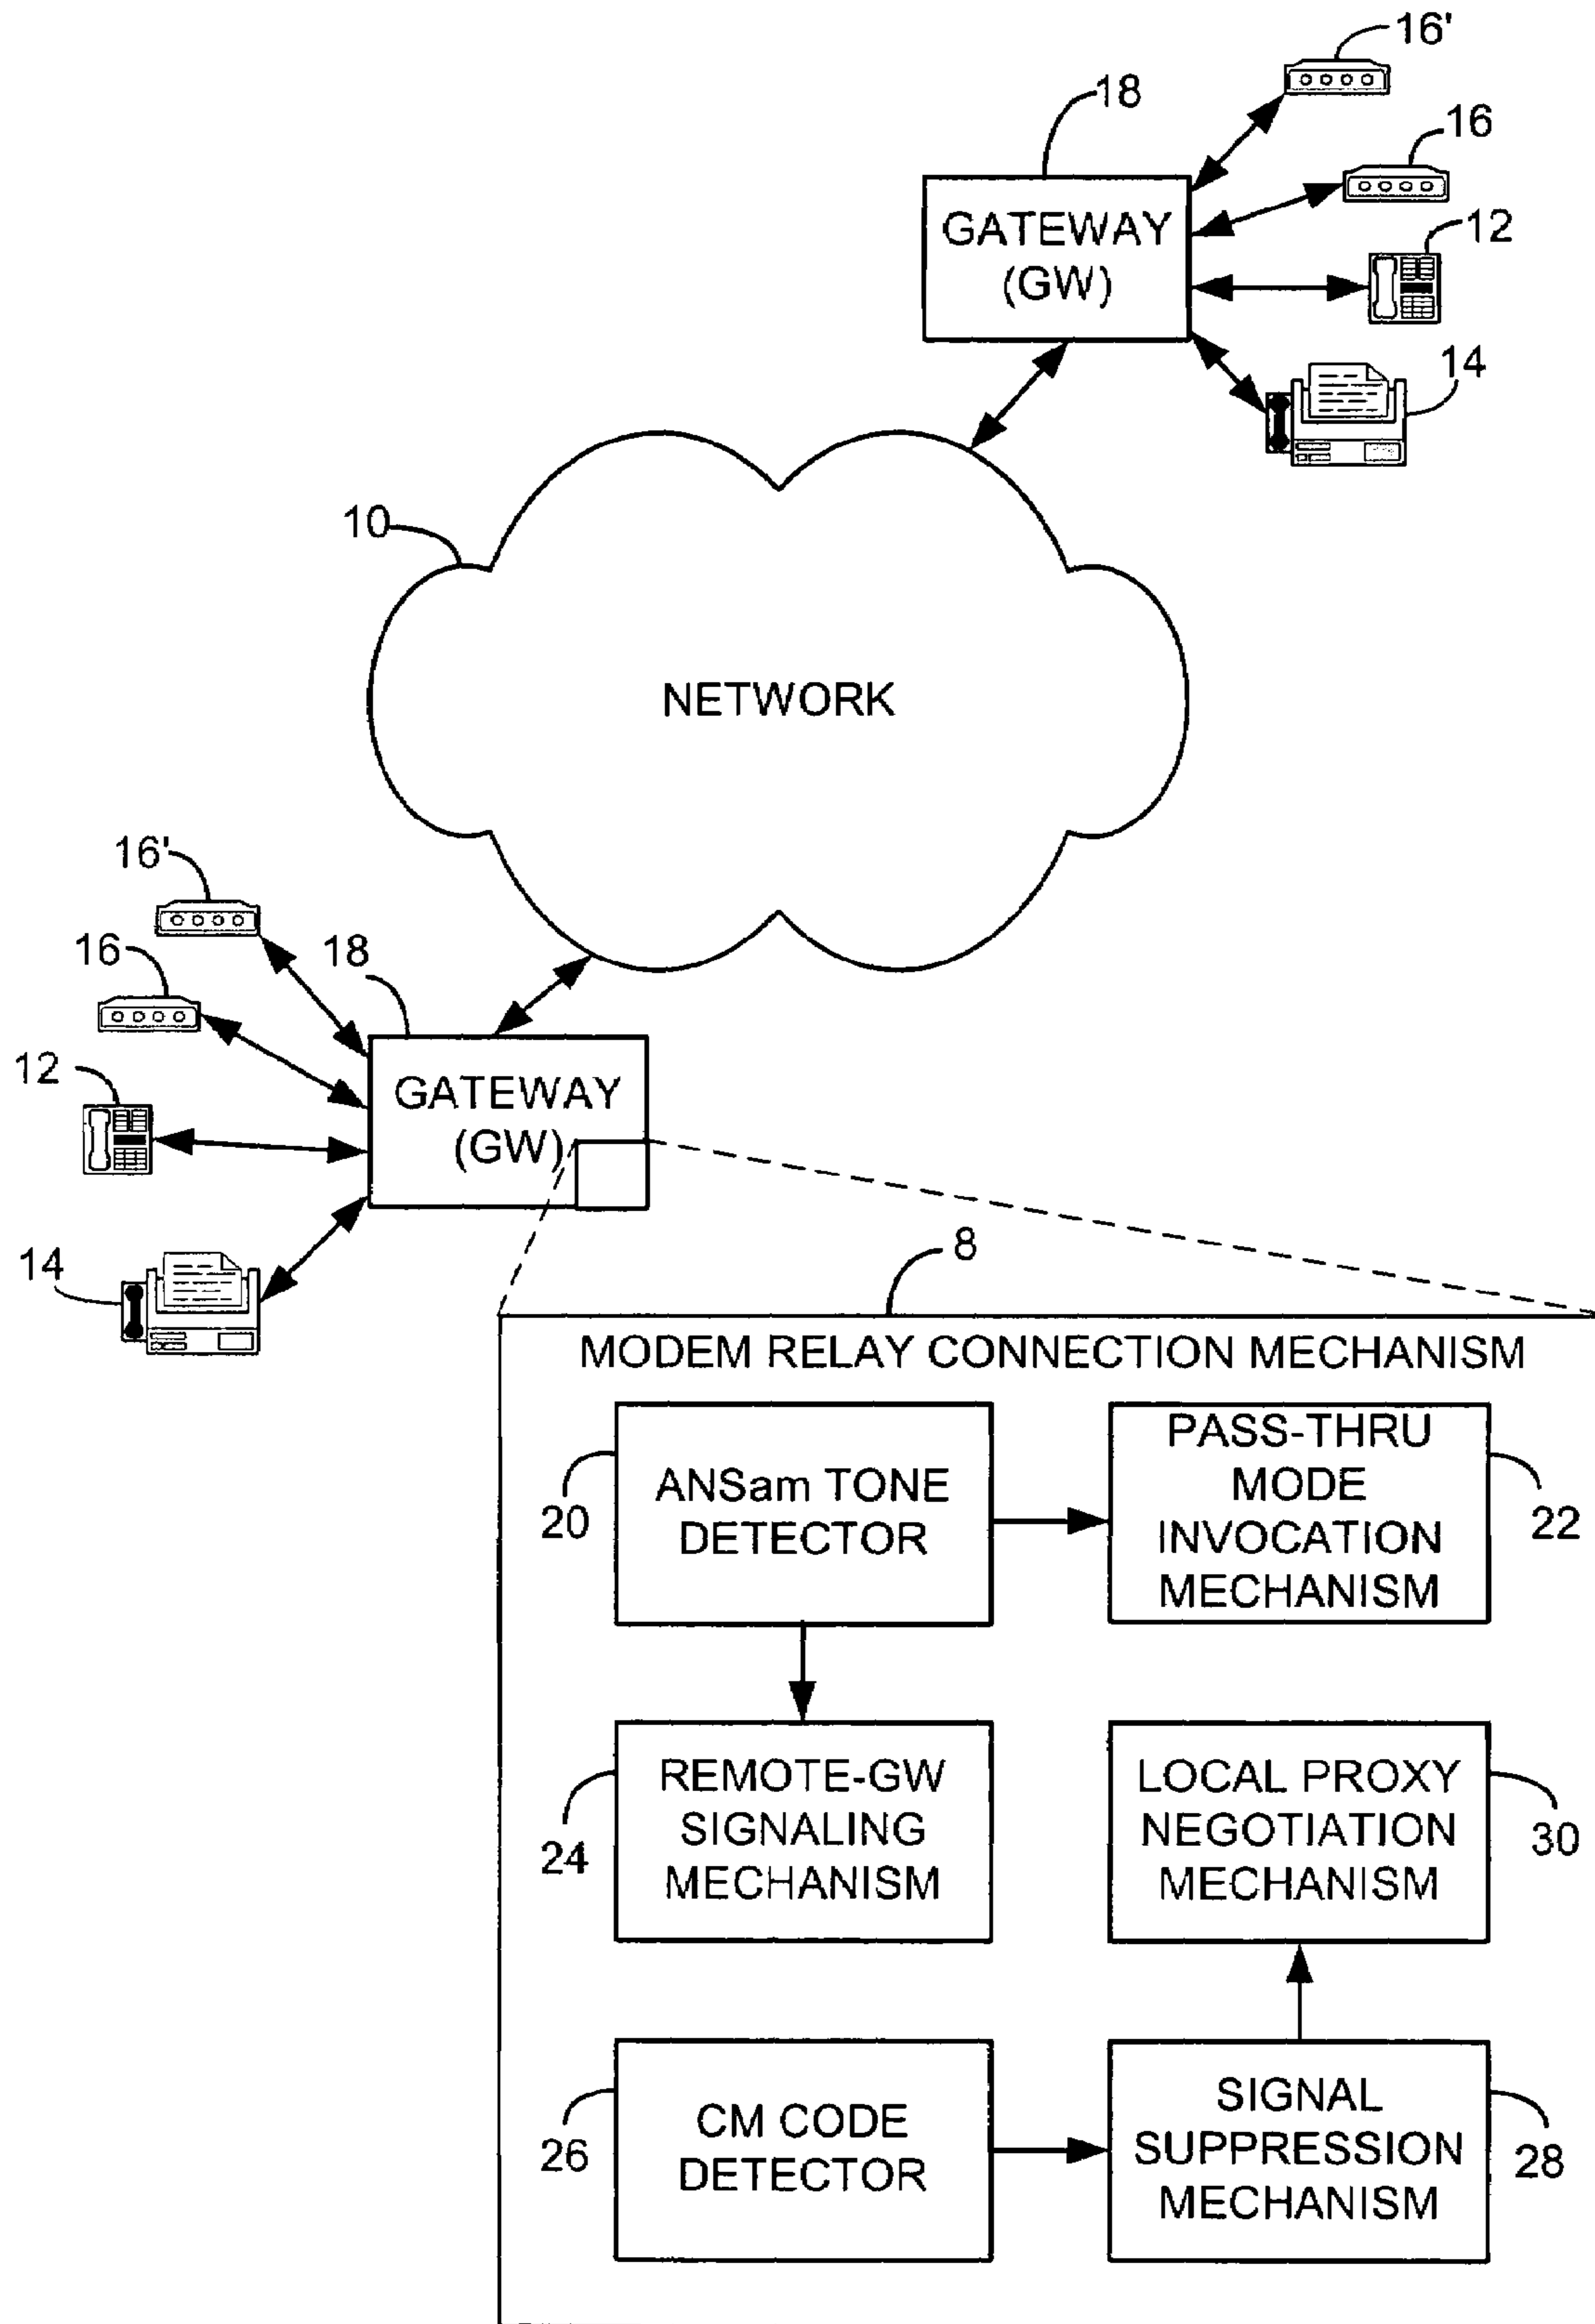 16'
18
16
GATEWAY
(GW)
12
14
10
NETWORK
16'
16
18
12
GATEWAY
(GW)
14
8
MODEM RELAY CONNECTION MECHANISM
20
ANSam TONE
DETECTOR
PASS-THRU
MODE
INVOCATION
MECHANISM
22
24
REMOTE-GW
SIGNALING
MECHANISM
LOCAL PROXY
NEGOTIATION
MECHANISM
30
26
CM CODE
DETECTOR
SIGNAL
SUPPRESSION
MECHANISM
28